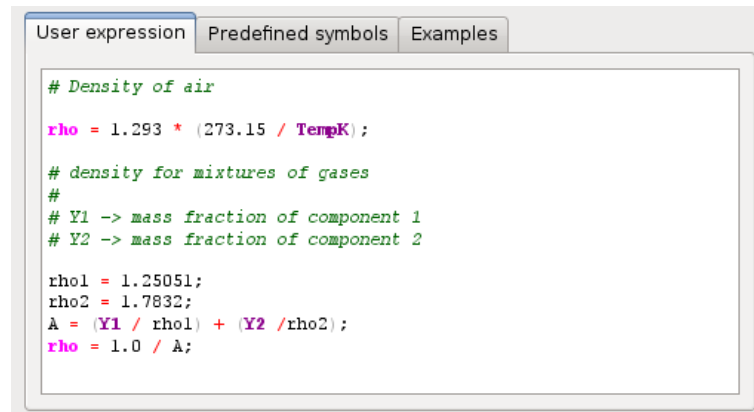 User expression Predefined symbols Examples
# Density of air
rho = 1.293 * (273.15 / TempK);
# density for mixtures of gases
#
# Y1 -> mass fraction of component 1
# Y2 -> mass fraction of component 2
rho1 = 1.25051;
rho2 = 1.7832;
A = (Y1 / rho1) + (Y2 /rho2);
rho = 1.0 / A;